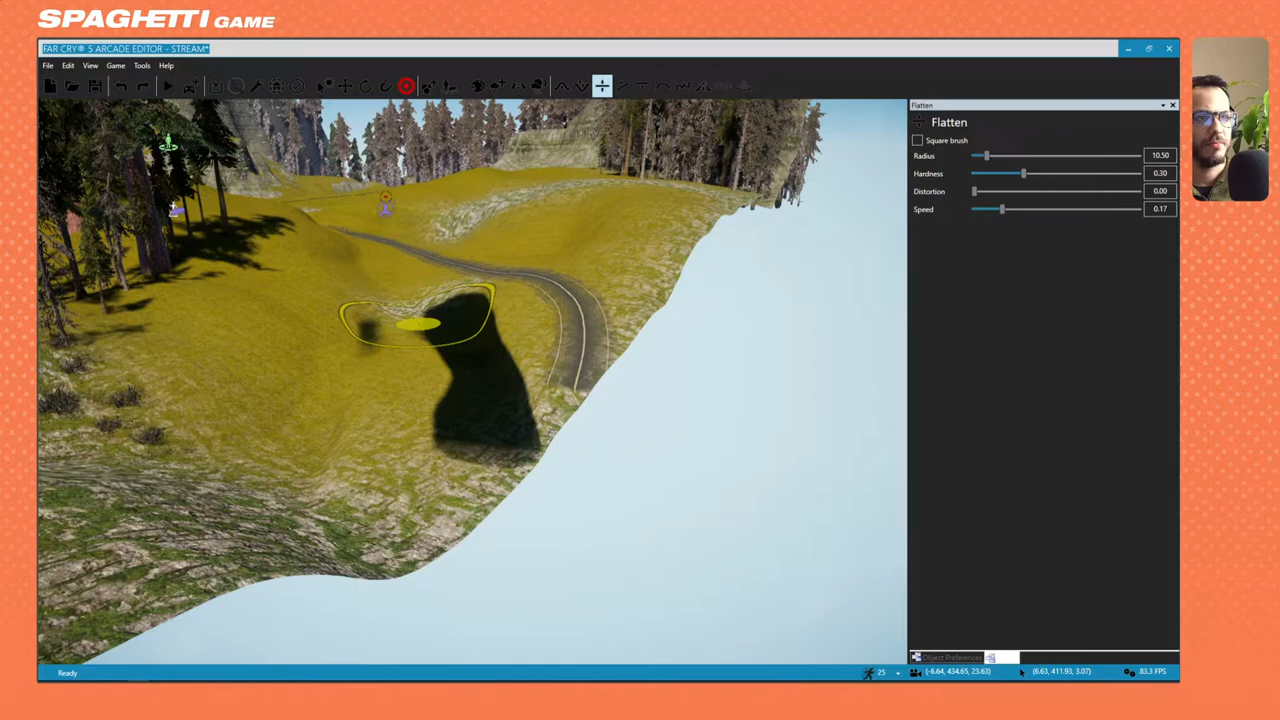 SPAGHETTI GAME
FAR CRY® 5 ARCADE EDITOR - STREAM*
File Edit View Game Tools Help
Flatten
Flatten
Square brush
Radius 10.50
Hardness 0.30
Distortion 0.00
Speed 0.17
Object Preferences
Ready
25
(-6.64, 434.65, 23.63)
(6.63, 411.93, 3.07)
83.3 FPS